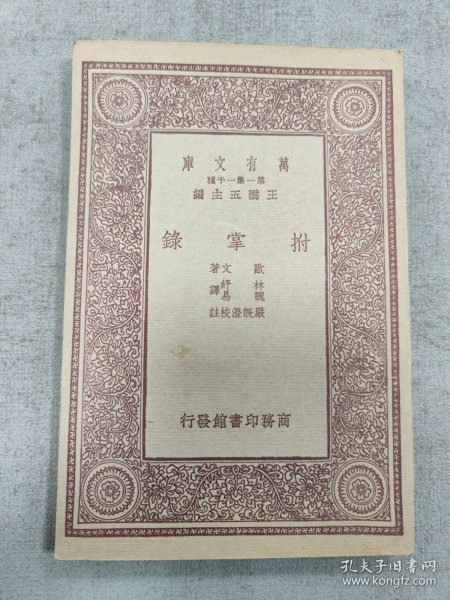 萬有文庫
第一集一千種
王雲五主編
拊掌錄
歐文著
林紓 魏易譯
嚴既澄校註
商務印書館發行
孔夫子旧书网
www.kongfz.com